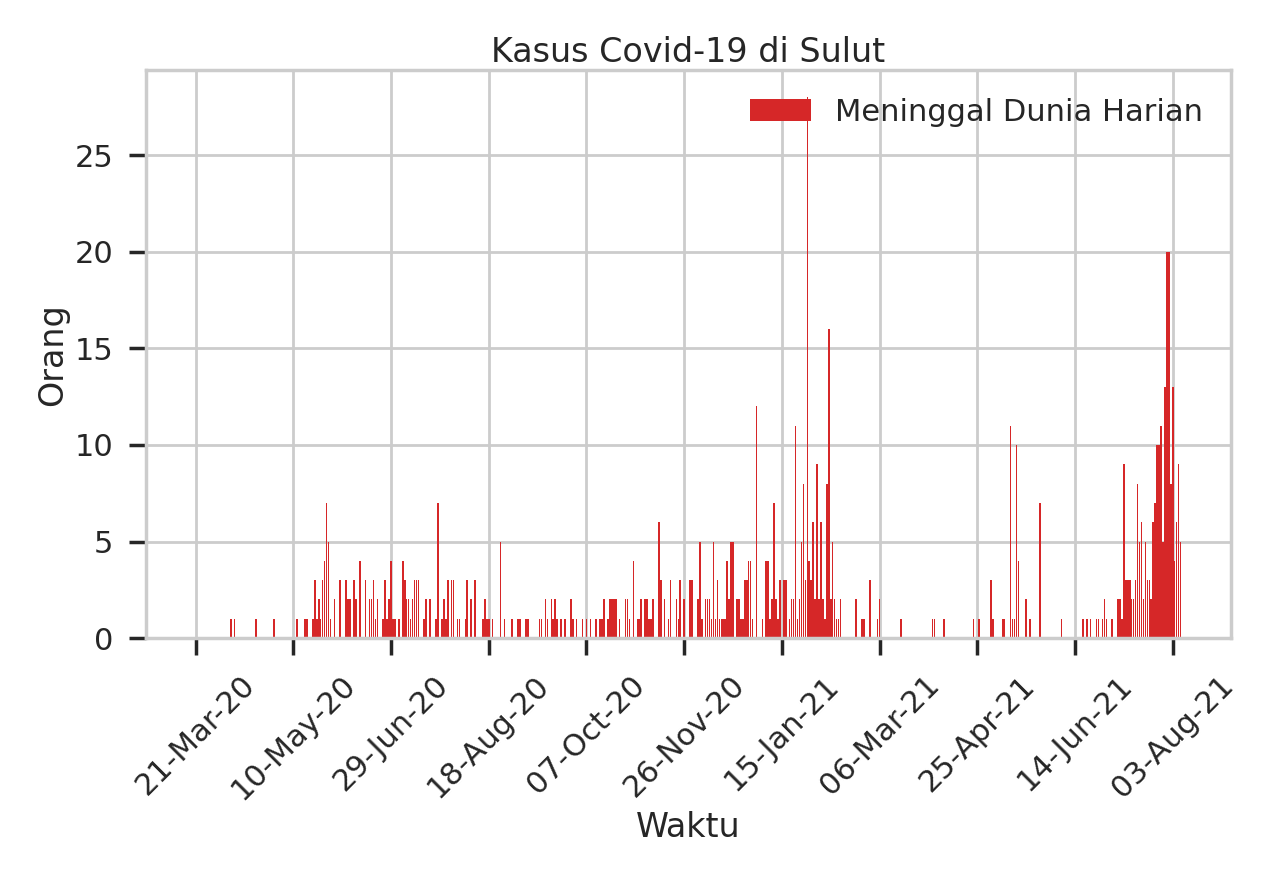 Kasus Covid-19 di Sulut
Meninggal Dunia Harian
Orang
25
20
15
10
5
0
21-Mar-20
10-May-20
29-Jun-20
18-Aug-20
07-Oct-20
26-Nov-20
15-Jan-21
06-Mar-21
25-Apr-21
14-Jun-21
03-Aug-21
Waktu